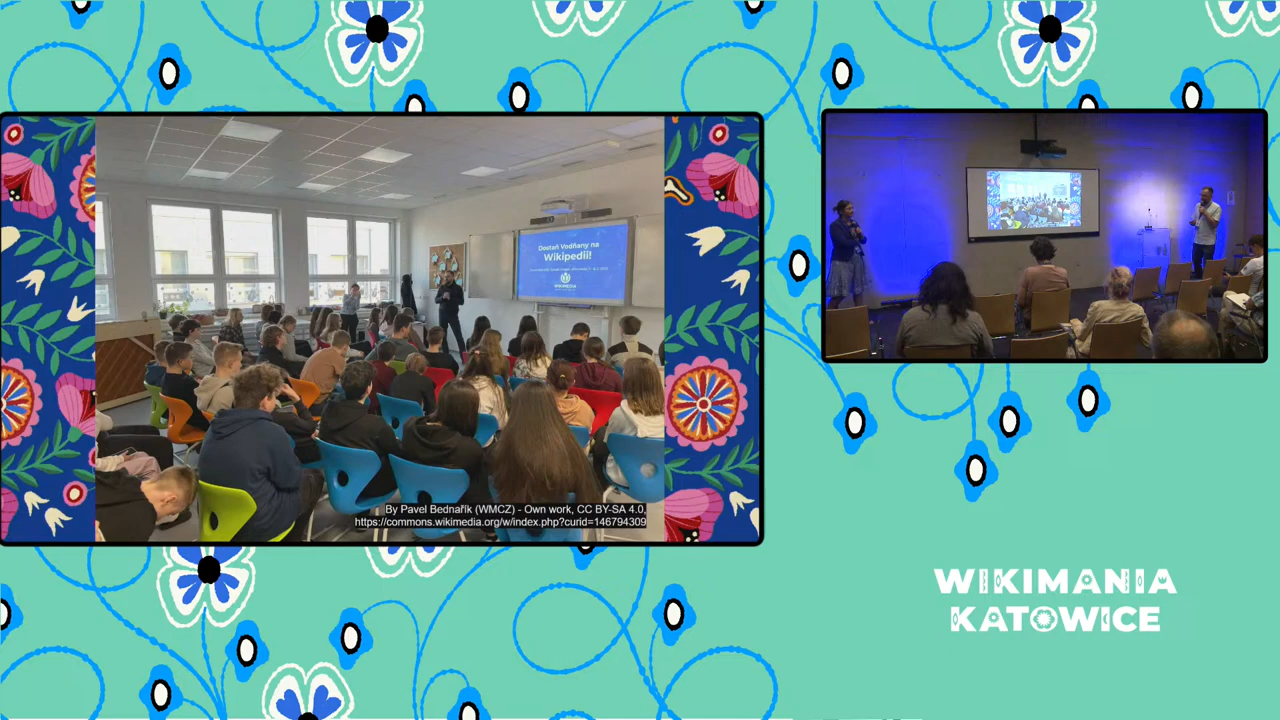 Dostaň Vodňany na
Wikipedii!
WIKIMEDIA
By Pavel Bednařík (WMCZ) - Own work, CC BY-SA 4.0,
https://commons.wikimedia.org/w/index.php?curid=146794309
WIKIMANIA
KATOWICE